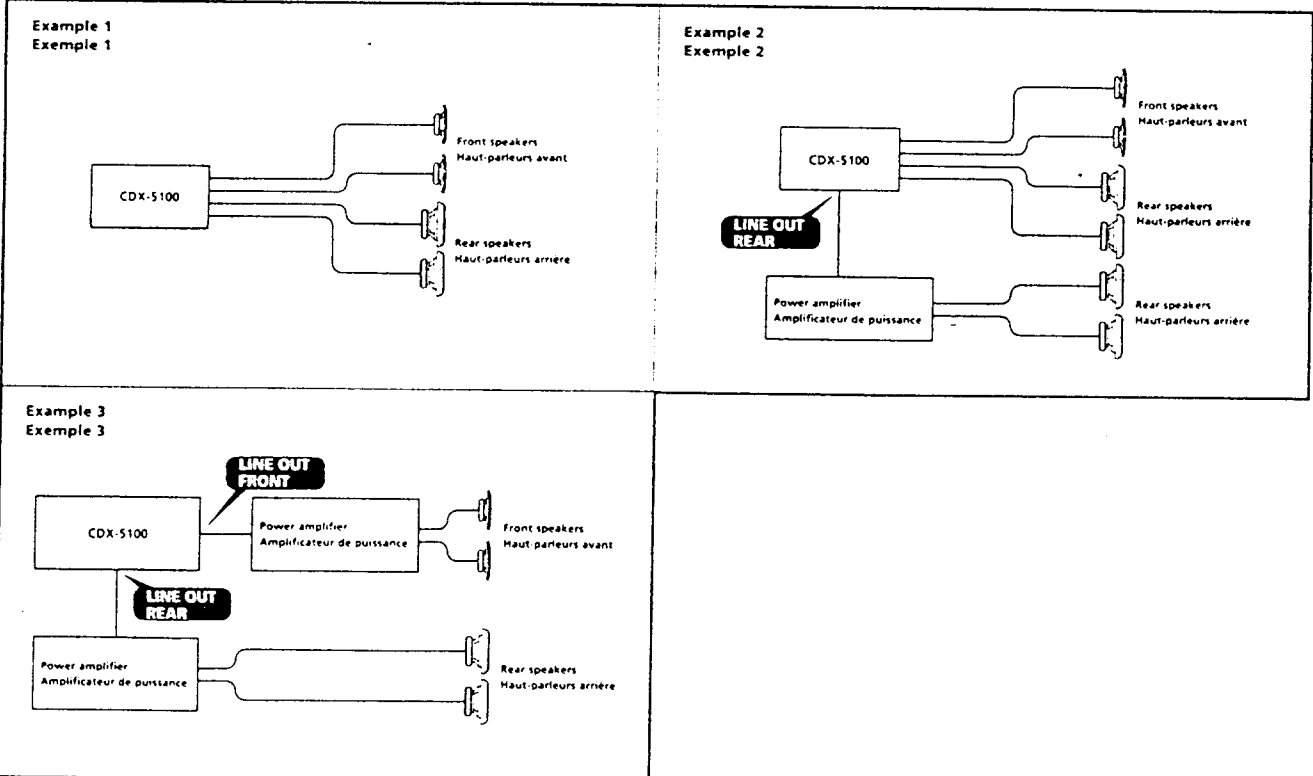 Example 1
Exemple 1
CDX-5100
Front speakers
Haut-parleurs avant
Rear speakers
Haut-parleurs arrière
Example 2
Exemple 2
CDX-5100
LINE OUT
REAR
Front speakers
Haut-parleurs avant
Rear speakers
Haut-parleurs arrière
Power amplifier
Amplificateur de puissance
Rear speakers
Haut-parleurs arrière
Example 3
Exemple 3
LINE OUT
FRONT
CDX-5100
Power amplifier
Amplificateur de puissance
Front speakers
Haut-parleurs avant
LINE OUT
REAR
Power amplifier
Amplificateur de puissance
Rear speakers
Haut-parleurs arrière